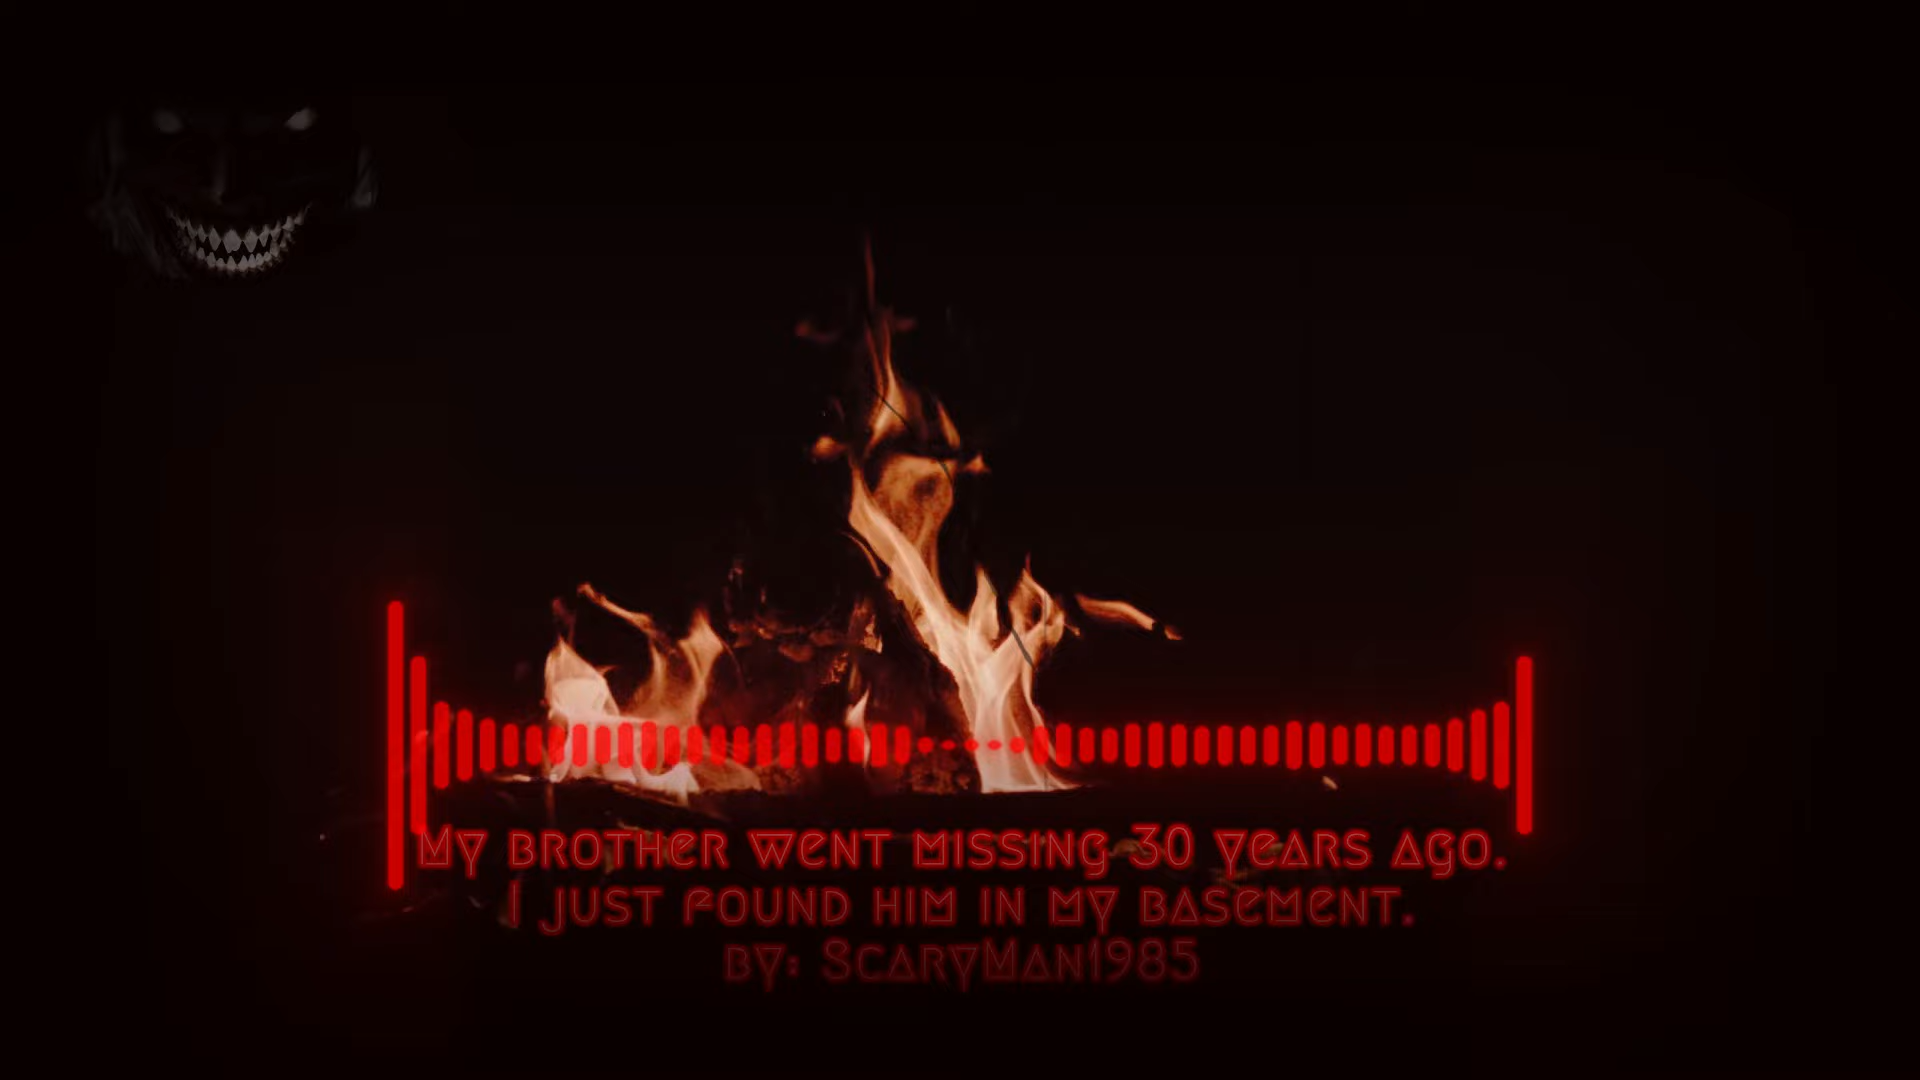 My brother went missing 30 years ago.
I just found him in my basement.
by: ScaryMan1985